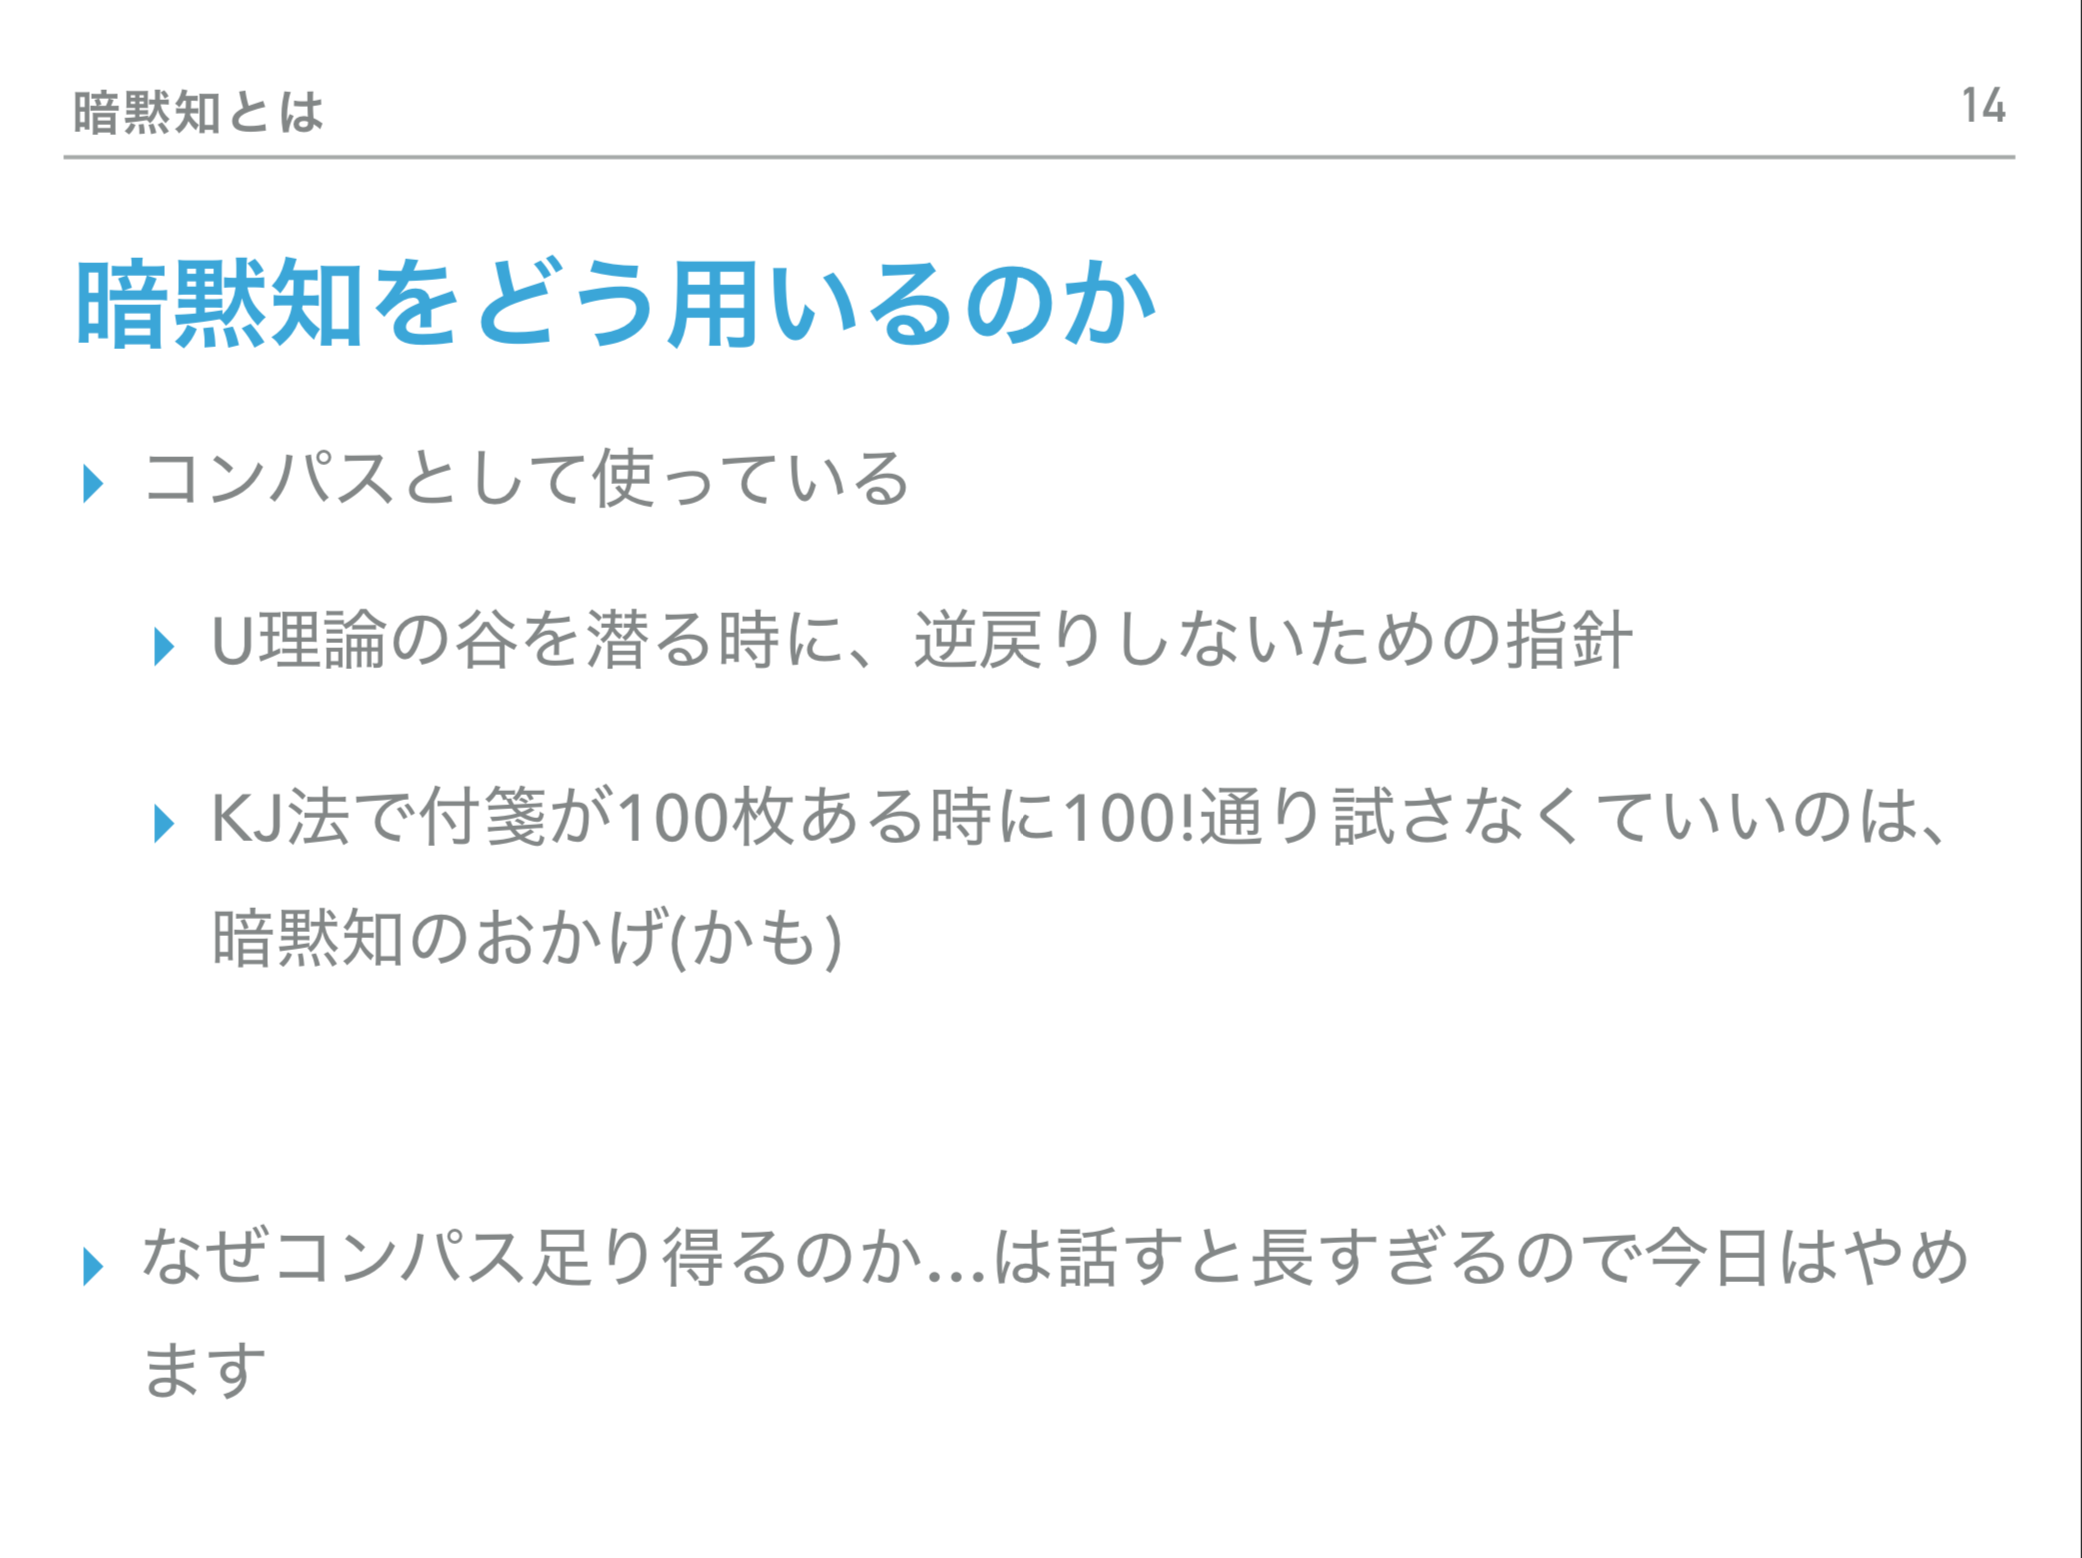 暗黙知とは
14
暗黙知をどう用いるのか
コンパスとして使っている
U理論の谷を潜る時に、逆戻りしないための指針
KJ法で付箋が100枚ある時に100!通り試さなくていいのは、
暗黙知のおかげ(かも)
なぜコンパス足り得るのか…は話すと長すぎるので今日はやめ
ます